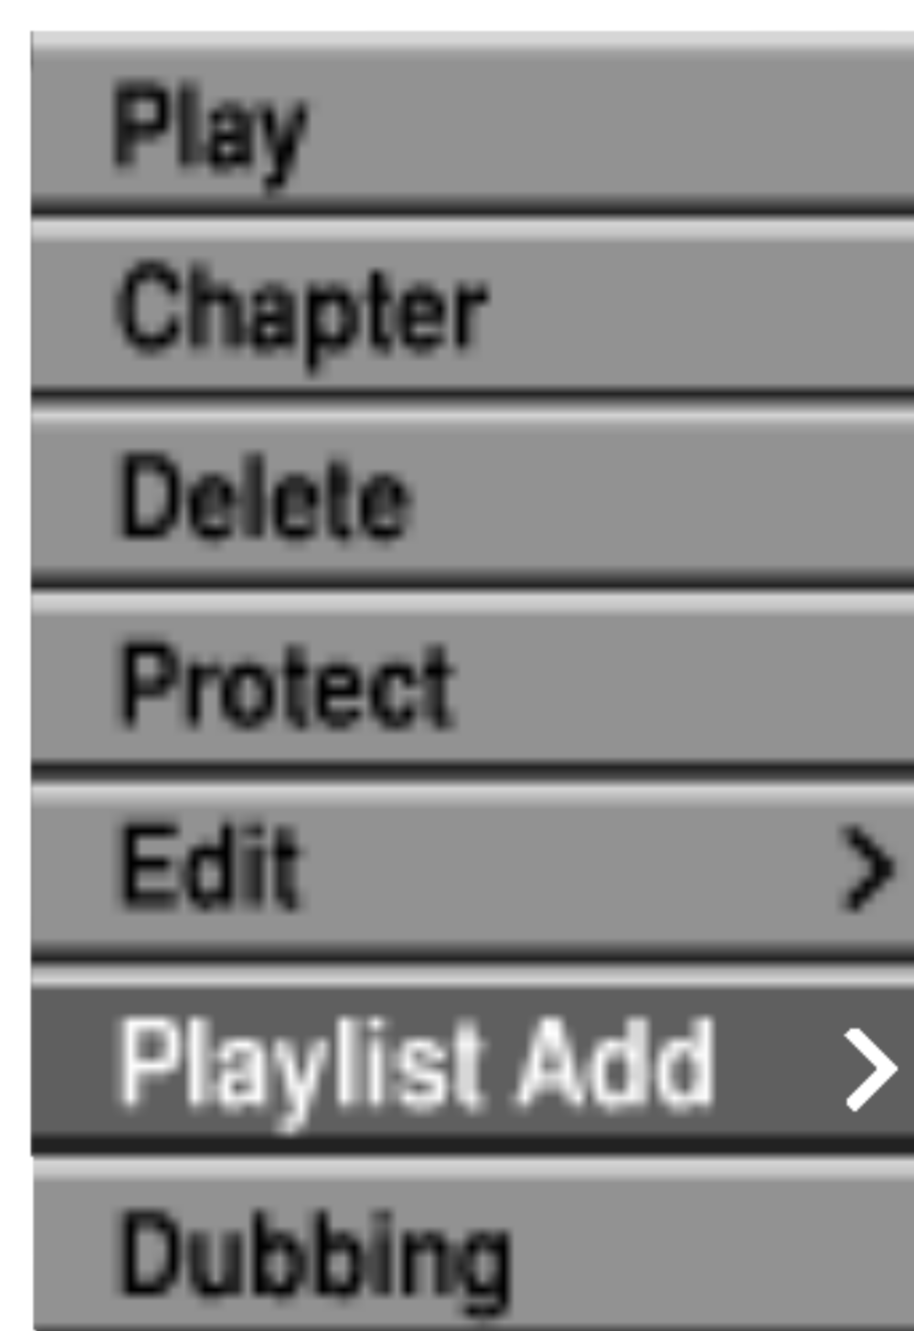 Play
Chapter
Delete
Protect
Edit >
Playlist Add >
Dubbing